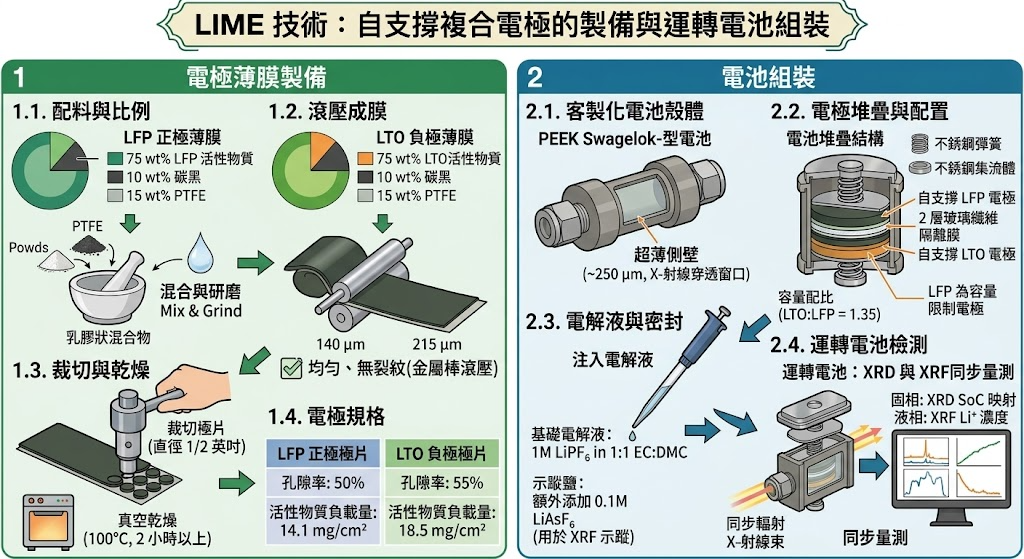 LIME 技術：自支撐複合電極的製備與運轉電池組裝
1
電極薄膜製備
1.1. 配料與比例
LFP 正極薄膜
75 wt% LFP 活性物質
10 wt% 碳黑
15 wt% PTFE
PTFE
Powds
乳膠狀混合物
混合與研磨
Mix & Grind
1.2. 滾壓成膜
LTO 負極薄膜
75 wt% LTO活性物質
10 wt% 碳黑
15 wt% PTFE
140 μm
215 μm
均勻、無裂紋(金屬棒滾壓)
1.3. 裁切與乾燥
裁切極片
(直徑 1/2 英吋)
真空乾燥
(100°C, 2 小時以上)
1.4. 電極規格
LFP 正極極片
LTO 負極極片
孔隙率: 50%
孔隙率: 55%
活性物質負載量:
14.1 mg/cm²
活性物質負載量:
18.5 mg/cm²
2
電池組裝
2.1. 客製化電池殼體
PEEK Swagelok-型電池
超薄側壁
(~250 μm, X-射線穿透窗口)
2.2. 電極堆疊與配置
電池堆疊結構
不銹鋼彈簧
不銹鋼集流體
自支撐 LFP 電極
2 層玻璃纖維
隔離膜
自支撐 LTO 電極
LFP 為容量
限制電極
容量配比
(LTO:LFP = 1.35)
2.3. 電解液與密封
注入電解液
基礎電解液:
1M LiPF₆ in 1:1 EC:DMC
示蹤鹽:
額外添加 0.1M
LiAsF₆
(用於 XRF 示蹤)
2.4. 運轉電池檢測
運轉電池：XRD 與 XRF同步量測
固相: XRD SoC 映射
液相: XRF Li⁺ 濃度
同步輻射
X-射線束
同步量測